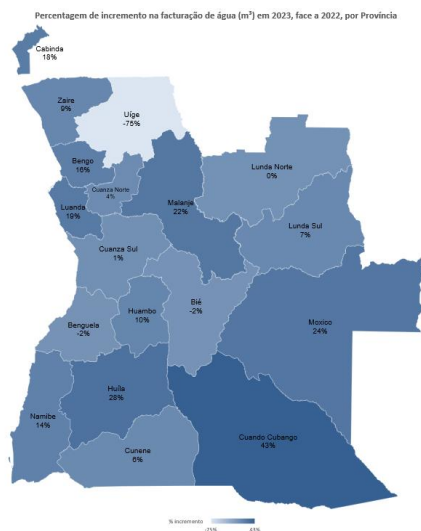 Percentagem de incremento na facturação de água (m³) em 2023, face a 2022, por Província
Cabinda
18%
Zaire
9%
Uíge
-75%
Bengo
16%
Cuanza Norte
4%
Luanda
19%
Malanje
22%
Lunda Norte
0%
Lunda Sul
7%
Cuanza Sul
1%
Bié
-2%
Huambo
10%
Benguela
-2%
Moxico
24%
Huíla
28%
Namibe
14%
Cunene
6%
Cuando Cubango
43%
% incremento
-75%
43%